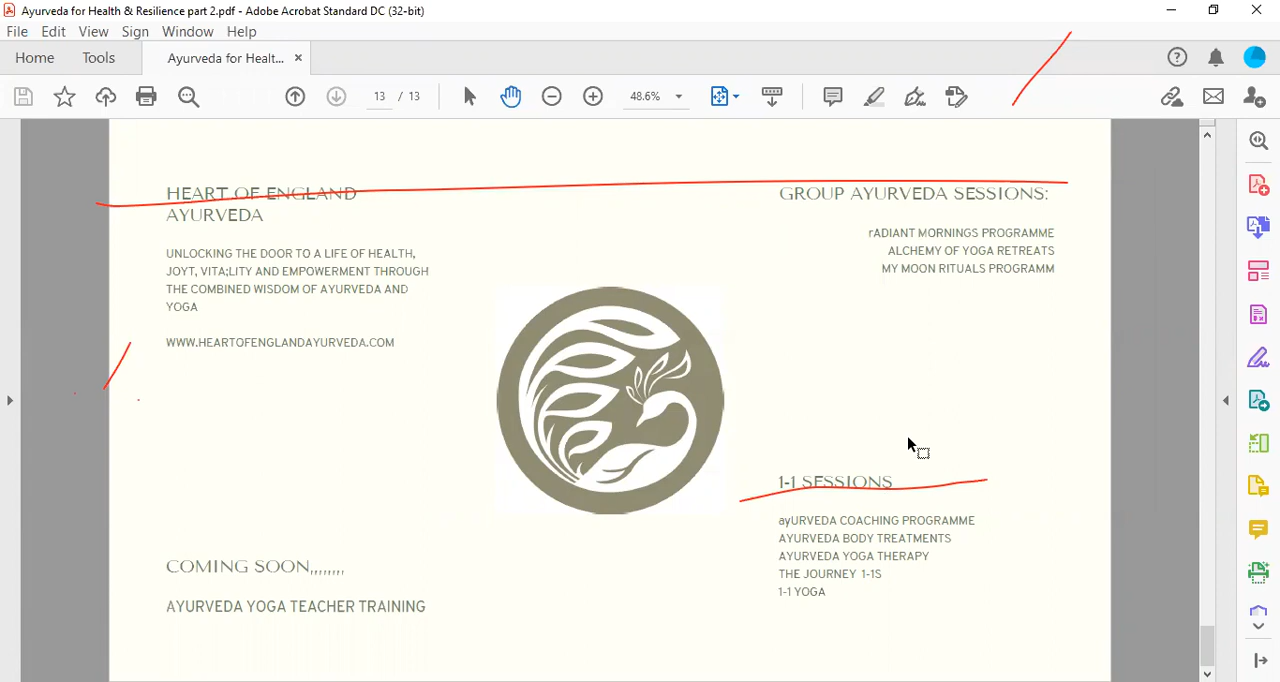 Ayurveda for Health & Resilience part 2.pdf - Adobe Acrobat Standard DC (32-bit)
File Edit View Sign Window Help
Home Tools Ayurveda for Healt... ×
13 / 13 48.6%
HEART OF ENGLAND
AYURVEDA
UNLOCKING THE DOOR TO A LIFE OF HEALTH,
JOYT, VITA;LITY AND EMPOWERMENT THROUGH
THE COMBINED WISDOM OF AYURVEDA AND
YOGA
WWW.HEARTOFENGLANDAYURVEDA.COM
COMING SOON,,,,,,,,
AYURVEDA YOGA TEACHER TRAINING
GROUP AYURVEDA SESSIONS:
rADIANT MORNINGS PROGRAMME
ALCHEMY OF YOGA RETREATS
MY MOON RITUALS PROGRAMM
1-1 SESSIONS
ayURVEDA COACHING PROGRAMME
AYURVEDA BODY TREATMENTS
AYURVEDA YOGA THERAPY
THE JOURNEY 1-1S
1-1 YOGA